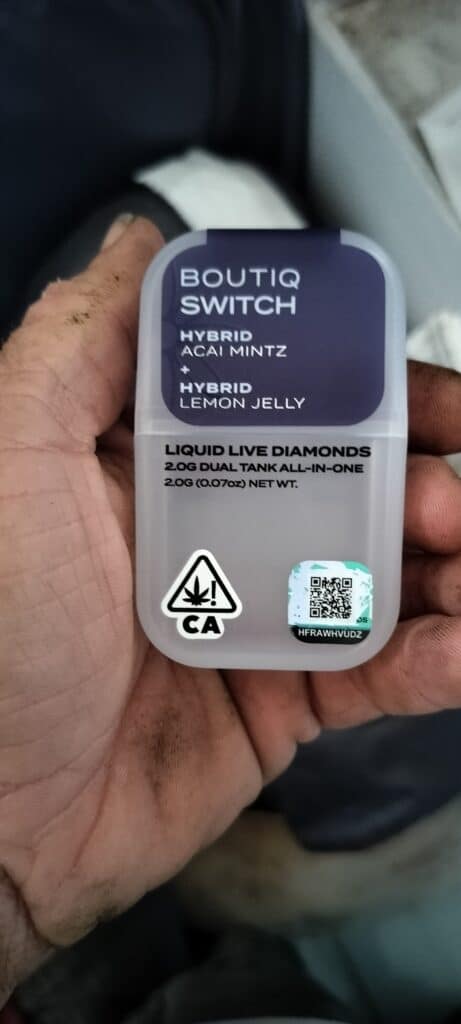 BOUTIQ
SWITCH
HYBRID
ACAI MINTZ
+
HYBRID
LEMON JELLY
LIQUID LIVE DIAMONDS
2.0G DUAL TANK ALL-IN-ONE
2.0G (0.07oz) NET WT.
!
CA
HFRAWHVUDZ